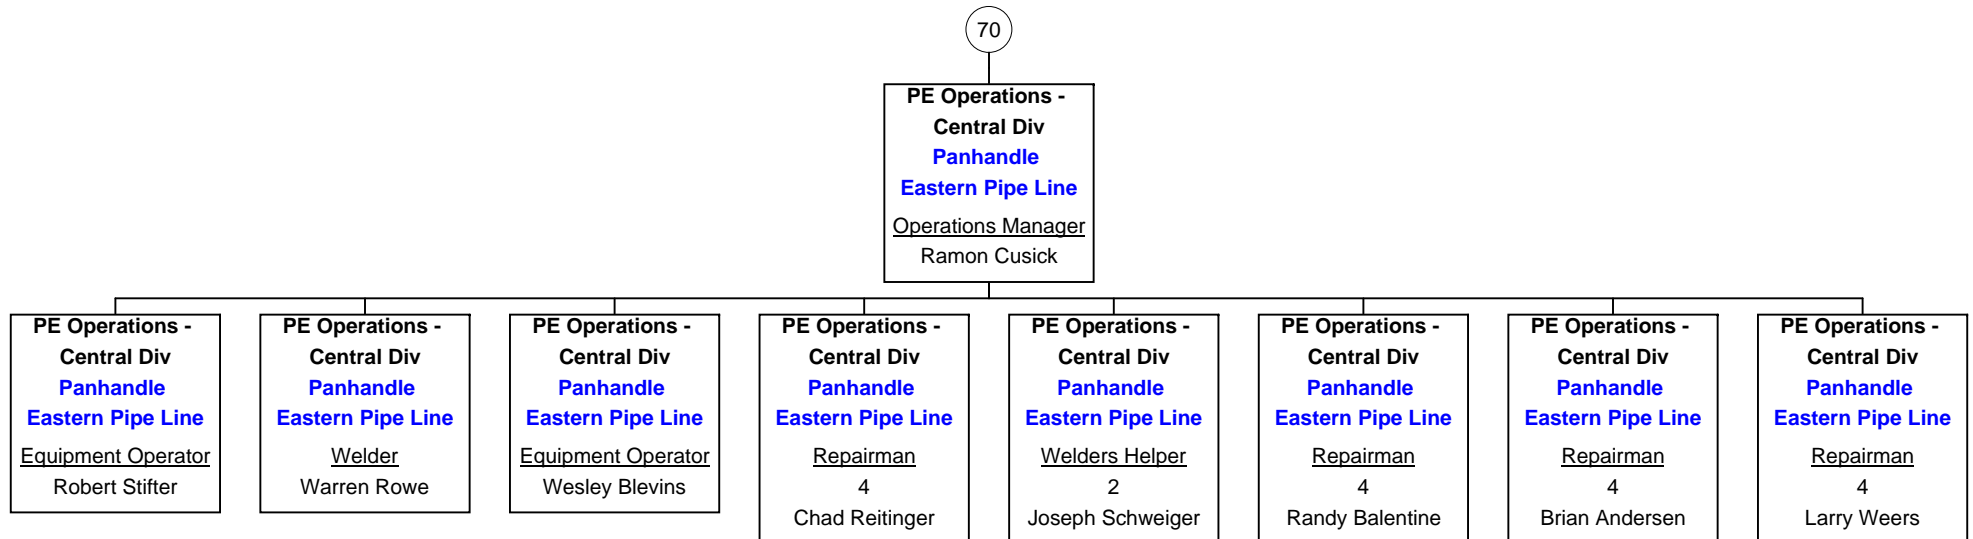 70
PE Operations -
Central Div
Panhandle
Eastern Pipe Line
Operations Manager
Ramon Cusick
PE Operations -
Central Div
Panhandle
Eastern Pipe Line
Equipment Operator
Robert Stifter
PE Operations -
Central Div
Panhandle
Eastern Pipe Line
Welder
Warren Rowe
PE Operations -
Central Div
Panhandle
Eastern Pipe Line
Equipment Operator
Wesley Blevins
PE Operations -
Central Div
Panhandle
Eastern Pipe Line
Repairman
4
Chad Reitinger
PE Operations -
Central Div
Panhandle
Eastern Pipe Line
Welders Helper
2
Joseph Schweiger
PE Operations -
Central Div
Panhandle
Eastern Pipe Line
Repairman
4
Randy Balentine
PE Operations -
Central Div
Panhandle
Eastern Pipe Line
Repairman
4
Brian Andersen
PE Operations -
Central Div
Panhandle
Eastern Pipe Line
Repairman
4
Larry Weers